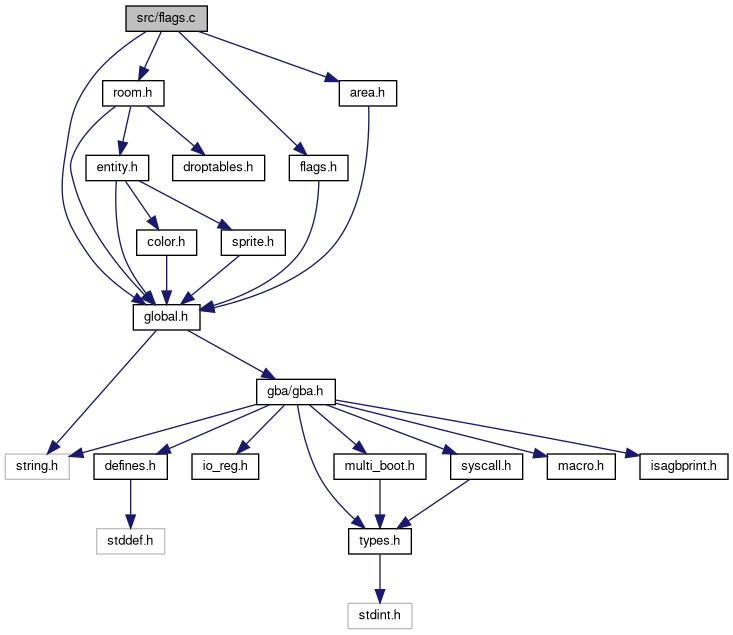 src/flags.c
room.h
area.h
entity.h
droptables.h
flags.h
color.h
sprite.h
global.h
gba/gba.h
string.h
defines.h
io_reg.h
multi_boot.h
syscall.h
macro.h
isagbprint.h
stddef.h
types.h
stdint.h